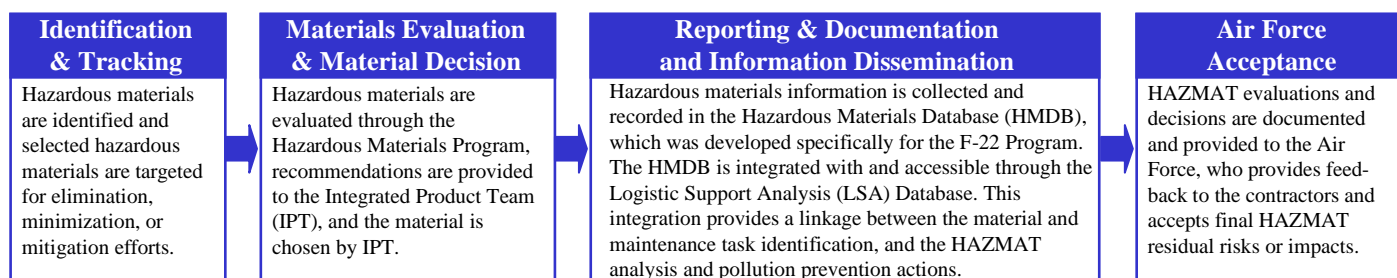 Identification
& Tracking
Hazardous materials
are identified and
selected hazardous
materials are targeted
for elimination,
minimization, or
mitigation efforts.
Materials Evaluation
& Material Decision
Hazardous materials are
evaluated through the
Hazardous Materials Program,
recommendations are provided
to the Integrated Product Team
(IPT), and the material is
chosen by IPT.
Reporting & Documentation
and Information Dissemination
Hazardous materials information is collected and
recorded in the Hazardous Materials Database (HMDB),
which was developed specifically for the F-22 Program.
The HMDB is integrated with and accessible through the
Logistic Support Analysis (LSA) Database. This
integration provides a linkage between the material and
maintenance task identification, and the HAZMAT
analysis and pollution prevention actions.
Air Force
Acceptance
HAZMAT evaluations and
decisions are documented
and provided to the Air
Force, who provides feed-
back to the contractors and
accepts final HAZMAT
residual risks or impacts.